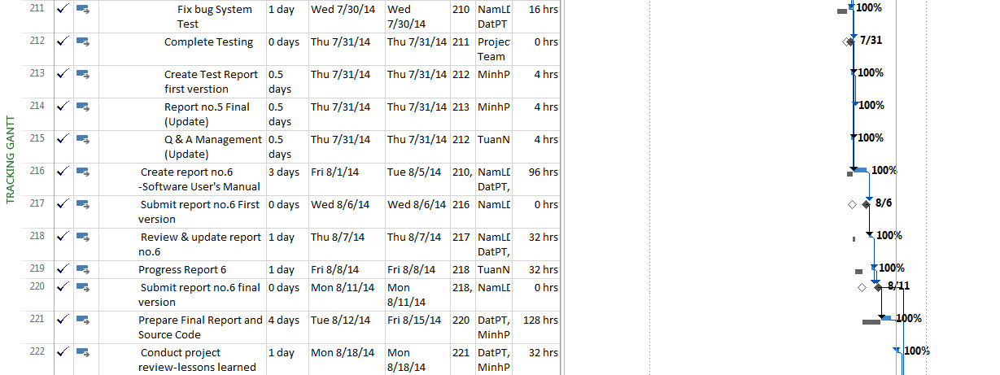 TRACKING GANTT
211 Fix bug System 1 day Wed 7/30/14 Wed 210 NamLD 16 hrs 100%
Test 7/30/14 DatPT
212 Complete Testing 0 days Thu 7/31/14 Thu 7/31/14 211 Projec 0 hrs 7/31
Team
213 Create Test Report 0.5 Thu 7/31/14 Thu 7/31/14 212 MinhP 4 hrs 100%
first verstion days
214 Report no.5 Final 0.5 Thu 7/31/14 Thu 7/31/14 213 MinhP 4 hrs 100%
(Update) days
215 Q & A Management 0.5 Thu 7/31/14 Thu 7/31/14 212 TuanN 4 hrs 100%
(Update) days
216 Create report no.6 3 days Fri 8/1/14 Tue 8/5/14 210, NamLD 96 hrs 100%
-Software User's Manual DatPT,
217 Submit report no.6 First 0 days Wed 8/6/14 Wed 8/6/14 216 NamLD 0 hrs 8/6
version
218 Review & update report 1 day Thu 8/7/14 Thu 8/7/14 217 NamLD 32 hrs 100%
no.6 DatPT,
219 Progress Report 6 1 day Fri 8/8/14 Fri 8/8/14 218 TuanN 32 hrs 100%
220 Submit report no.6 final 0 days Mon 8/11/14 Mon 218, NamLD 0 hrs 8/11
version 8/11/14
221 Prepare Final Report and 4 days Tue 8/12/14 Fri 8/15/14 220 DatPT, 128 hrs 100%
Source Code MinhP
222 Conduct project 1 day Mon 8/18/14 Mon 221 DatPT, 32 hrs 100%
review-lessons learned 8/18/14 MinhP